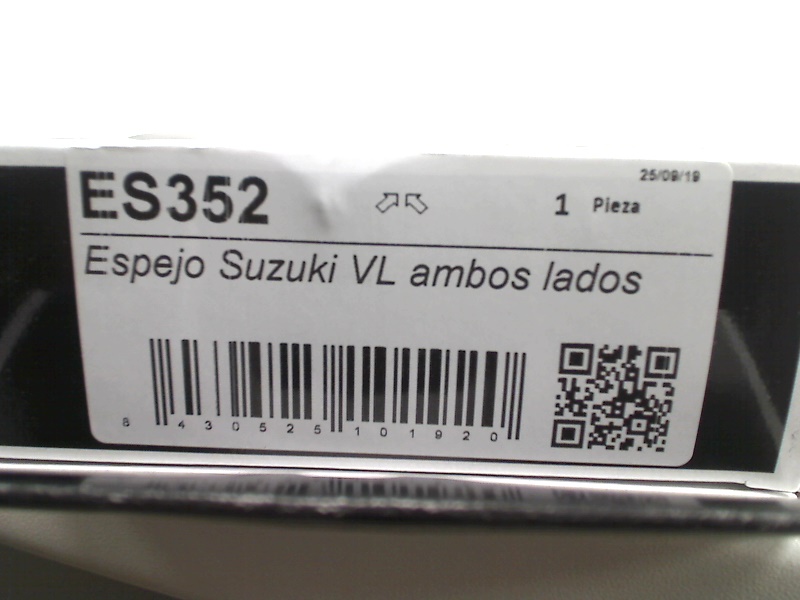 25/09/19
ES352 1 Pieza
Espejo Suzuki VL ambos lados
8 430525 101920